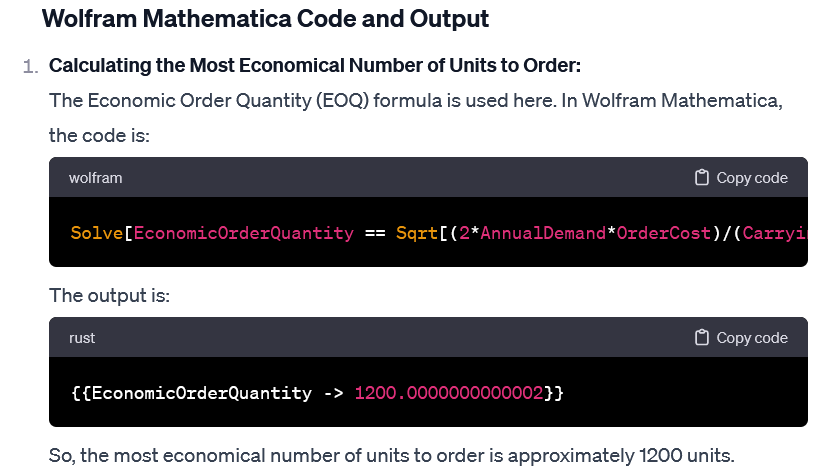 Wolfram Mathematica Code and Output
1. Calculating the Most Economical Number of Units to Order:
The Economic Order Quantity (EOQ) formula is used here. In Wolfram Mathematica,
the code is:
wolfram Copy code
Solve[EconomicOrderQuantity == Sqrt[(2*AnnualDemand*OrderCost)/(Carryi
The output is:
rust Copy code
{{EconomicOrderQuantity -> 1200.0000000000002}}
So, the most economical number of units to order is approximately 1200 units.